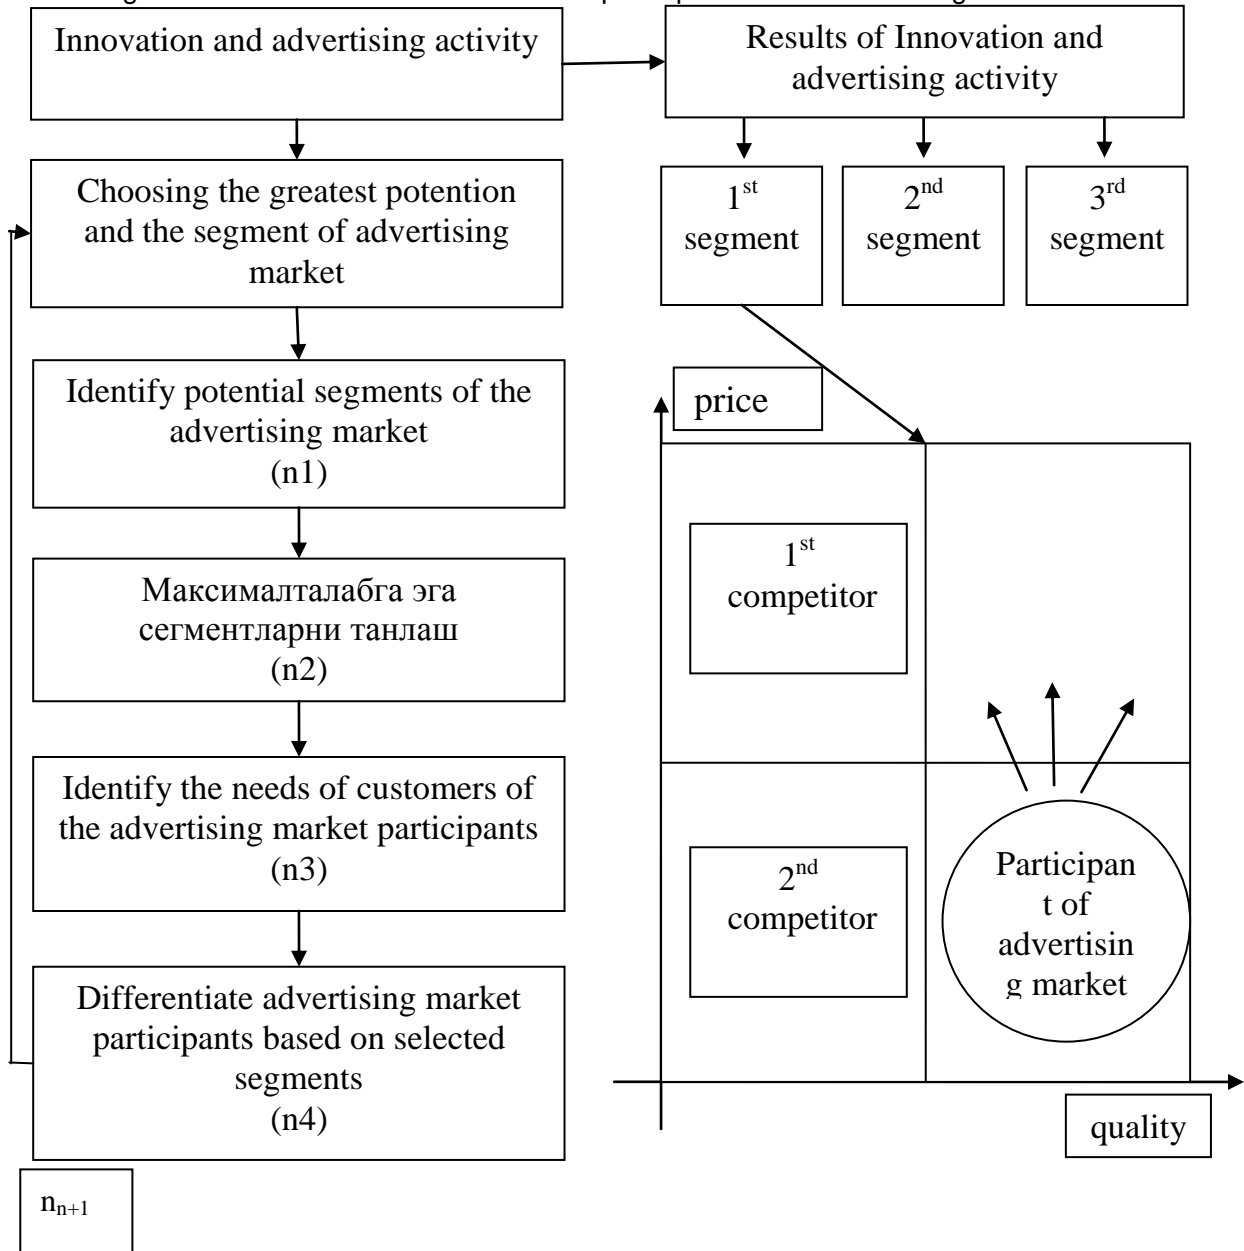 Innovation and advertising activity
Results of Innovation and
advertising activity
Choosing the greatest potention
and the segment of advertising
market
1st
segment
2nd
segment
3rd
segment
Identify potential segments of the
advertising market
(n1)
price
Максималталабга эга
сегментларни танлаш
(n2)
1st
competitor
Identify the needs of customers of
the advertising market participants
(n3)
2nd
competitor
Participan
t of
advertisin
g market
Differentiate advertising market
participants based on selected
segments
(n4)
quality
nn+1